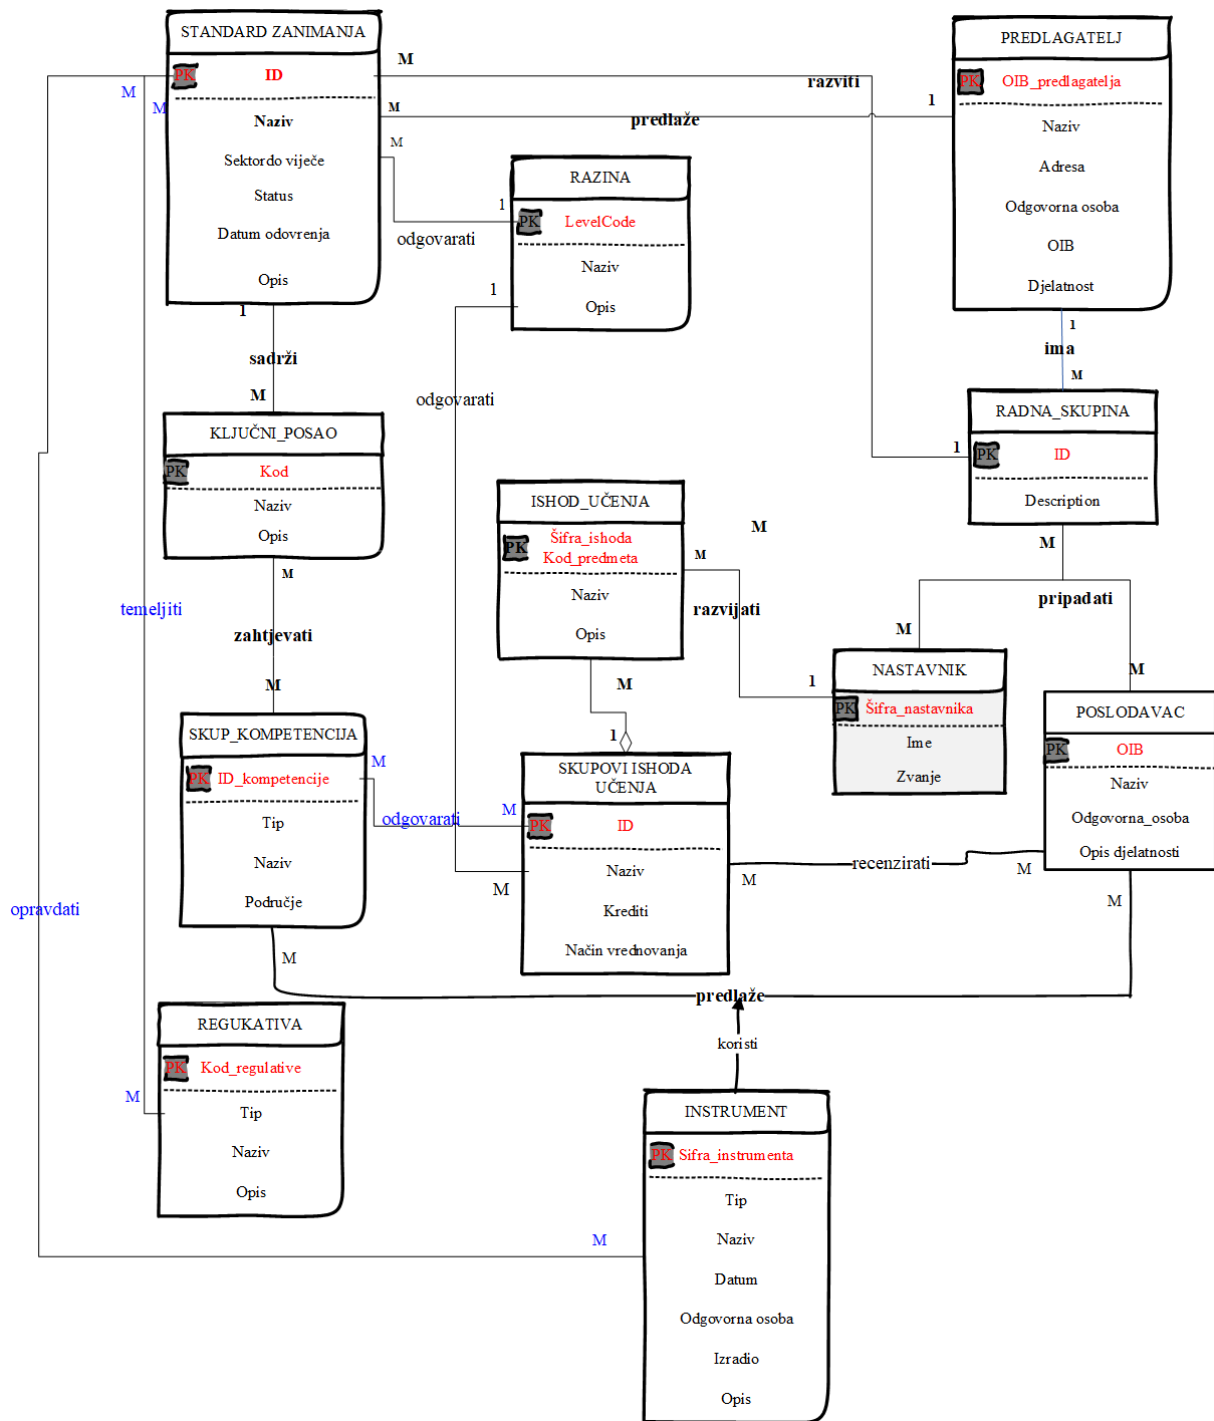 STANDARD ZANIMANJA
PK
ID
Naziv
Sektordo viječe
Status
Datum odovrenja
Opis
M
M
M
M
M
razviti
predlaže
1
PREDLAGATELJ
PK
OIB_predlagatelja
Naziv
Adresa
Odgovorna osoba
OIB
Djelatnost
RAZINA
PK
LevelCode
Naziv
Opis
1
odgovarati
1
odgovarati
1
sadrži
M
1
ima
M
KLJUČNI_POSAO
PK
Kod
Naziv
Opis
M
zahtjevati
M
RADNA_SKUPINA
1
PK
ID
Description
M
pripadati
M
M
ISHOD_UČENJA
PK
Šifra_ishoda
Kod_predmeta
Naziv
Opis
M
M
razvijati
1
M
1
temeljiti
NASTAVNIK
PK
Šifra_nastavnika
Ime
Zvanje
POSLODAVAC
PK
OIB
Naziv
Odgovorna_osoba
Opis djelatnosti
SKUP_KOMPETENCIJA
PK
ID_kompetencije
Tip
Naziv
Područje
M
odgovarati
M
SKUPOVI ISHODA
UČENJA
PK
ID
Naziv
Krediti
Način vrednovanja
M
M
recenzirati
M
M
M
predlaže
koristi
opravdati
REGUKATIVA
PK
Kod_regulative
Tip
Naziv
Opis
M
M
INSTRUMENT
PK
Sifra_instrumenta
Tip
Naziv
Datum
Odgovorna osoba
Izradio
Opis